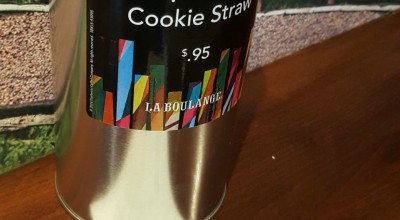 Cookie Straw
$.95
LA BOULANGE